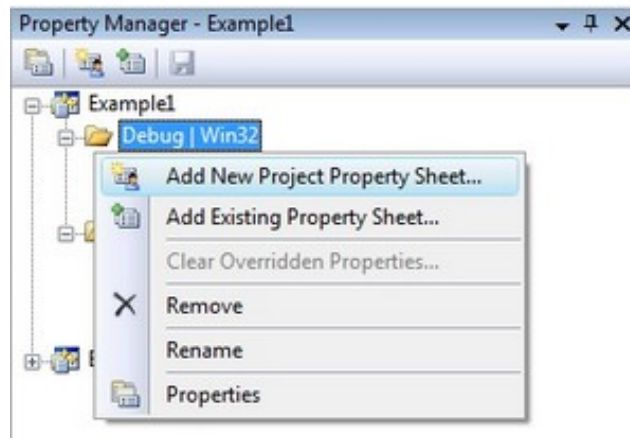 Property Manager - Example1
Example1
Debug | Win32
Add New Project Property Sheet...
Add Existing Property Sheet...
Clear Overridden Properties...
Remove
Rename
Properties